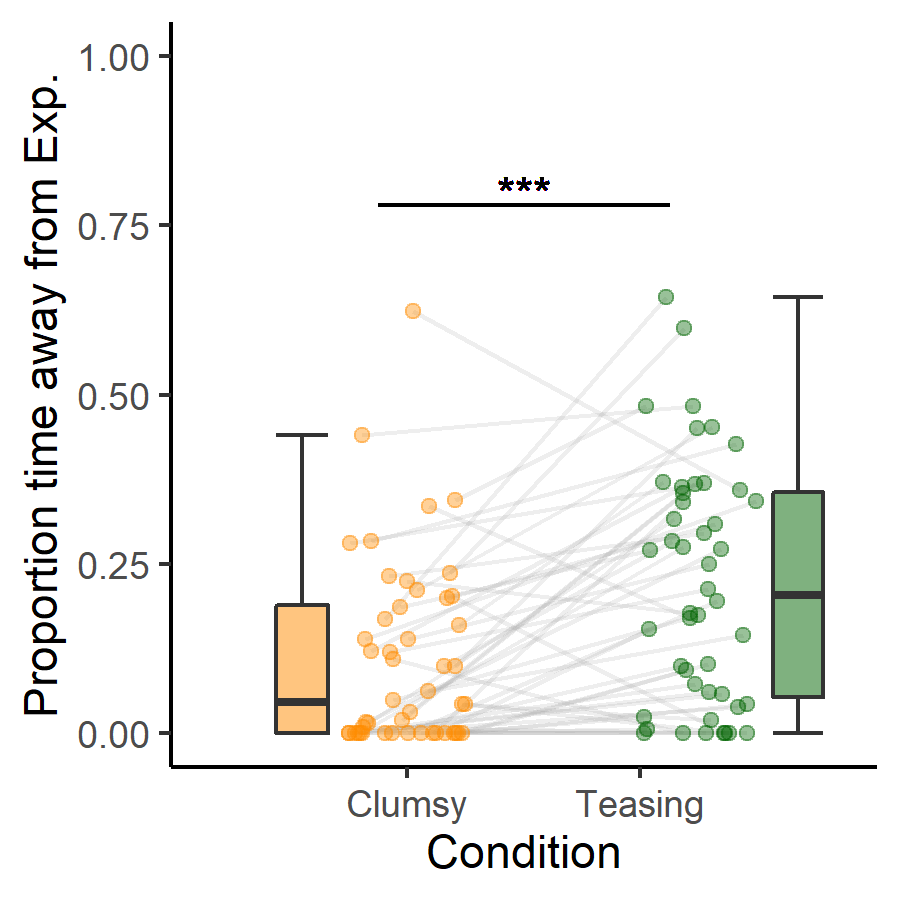 Proportion time away from Exp.
1.00
0.75
0.50
0.25
0.00
***
Clumsy
Teasing
Condition